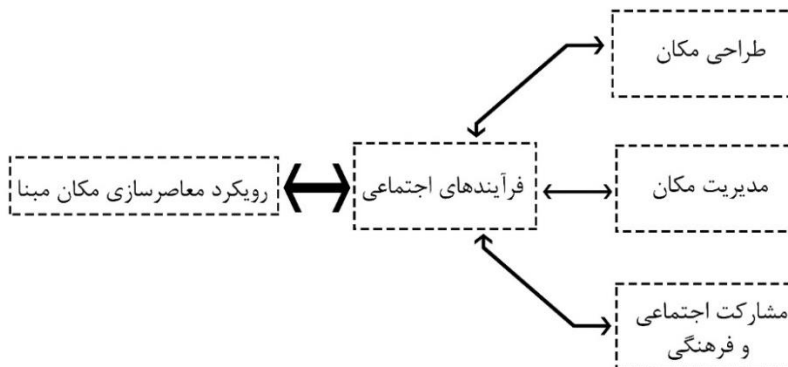 طراحی مکان
رویکرد معاصرسازی مکان مبنا
فرآیندهای اجتماعی
مدیریت مکان
مشارکت اجتماعی
و فرهنگی